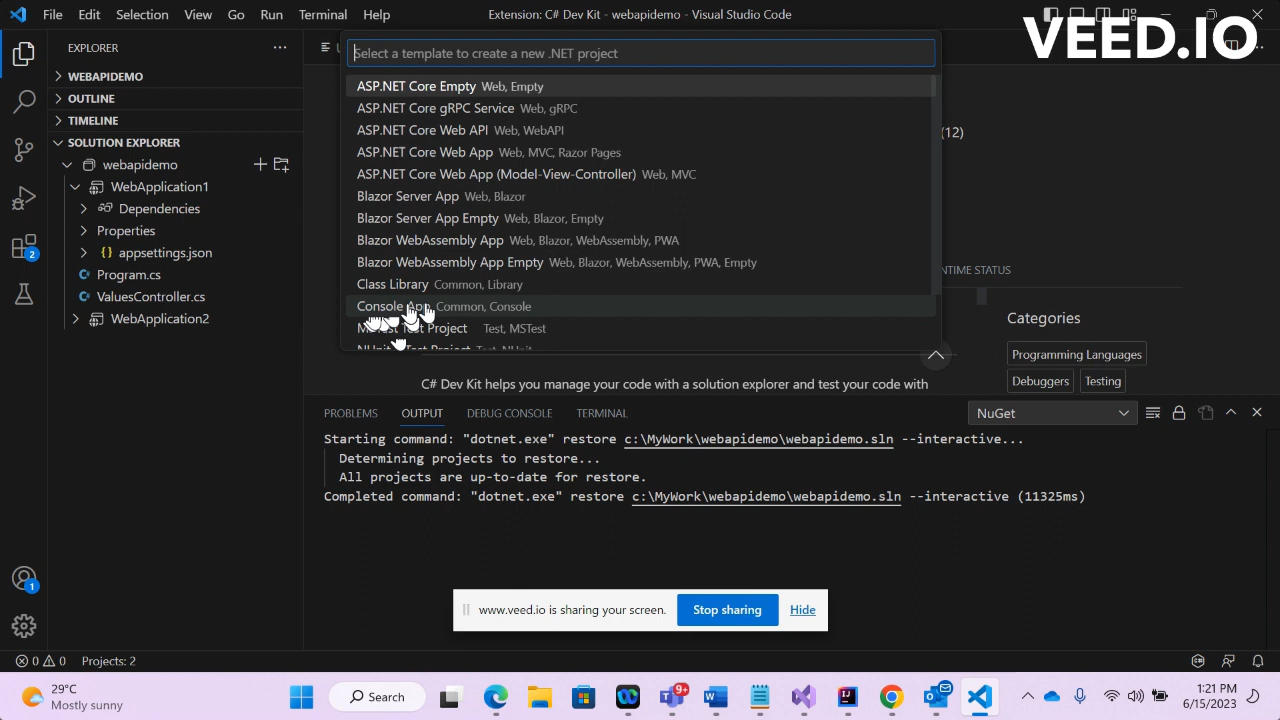 File Edit Selection View Go Run Terminal Help Extension: C# Dev Kit - webapidemo - Visual Studio Code
VEED.IO
EXPLORER
WEBAPIDEMO
OUTLINE
TIMELINE
SOLUTION EXPLORER
webapidemo
WebApplication1
Dependencies
Properties
{} appsettings.json
C# Program.cs
C# ValuesController.cs
WebApplication2
2
1
Select a template to create a new .NET project
ASP.NET Core Empty Web, Empty
ASP.NET Core gRPC Service Web, gRPC
ASP.NET Core Web API Web, WebAPI
ASP.NET Core Web App Web, MVC, Razor Pages
ASP.NET Core Web App (Model-View-Controller) Web, MVC
Blazor Server App Web, Blazor
Blazor Server App Empty Web, Blazor, Empty
Blazor WebAssembly App Web, Blazor, WebAssembly, PWA
Blazor WebAssembly App Empty Web, Blazor, WebAssembly, PWA, Empty
Class Library Common, Library
Console App Common, Console
Test Project Test, MSTest
(12)
NTIME STATUS
Categories
Programming Languages
Debuggers Testing
C# Dev Kit helps you manage your code with a solution explorer and test your code with
PROBLEMS OUTPUT DEBUG CONSOLE TERMINAL NuGet
Starting command: "dotnet.exe" restore c:\MyWork\webapidemo\webapidemo.sln --interactive...
Determining projects to restore...
All projects are up-to-date for restore.
Completed command: "dotnet.exe" restore c:\MyWork\webapidemo\webapidemo.sln --interactive (11325ms)
www.veed.io is sharing your screen. Stop sharing Hide
0 0 Projects: 2
29°C
Mostly sunny
Search
9+
1:21 PM
6/15/2023